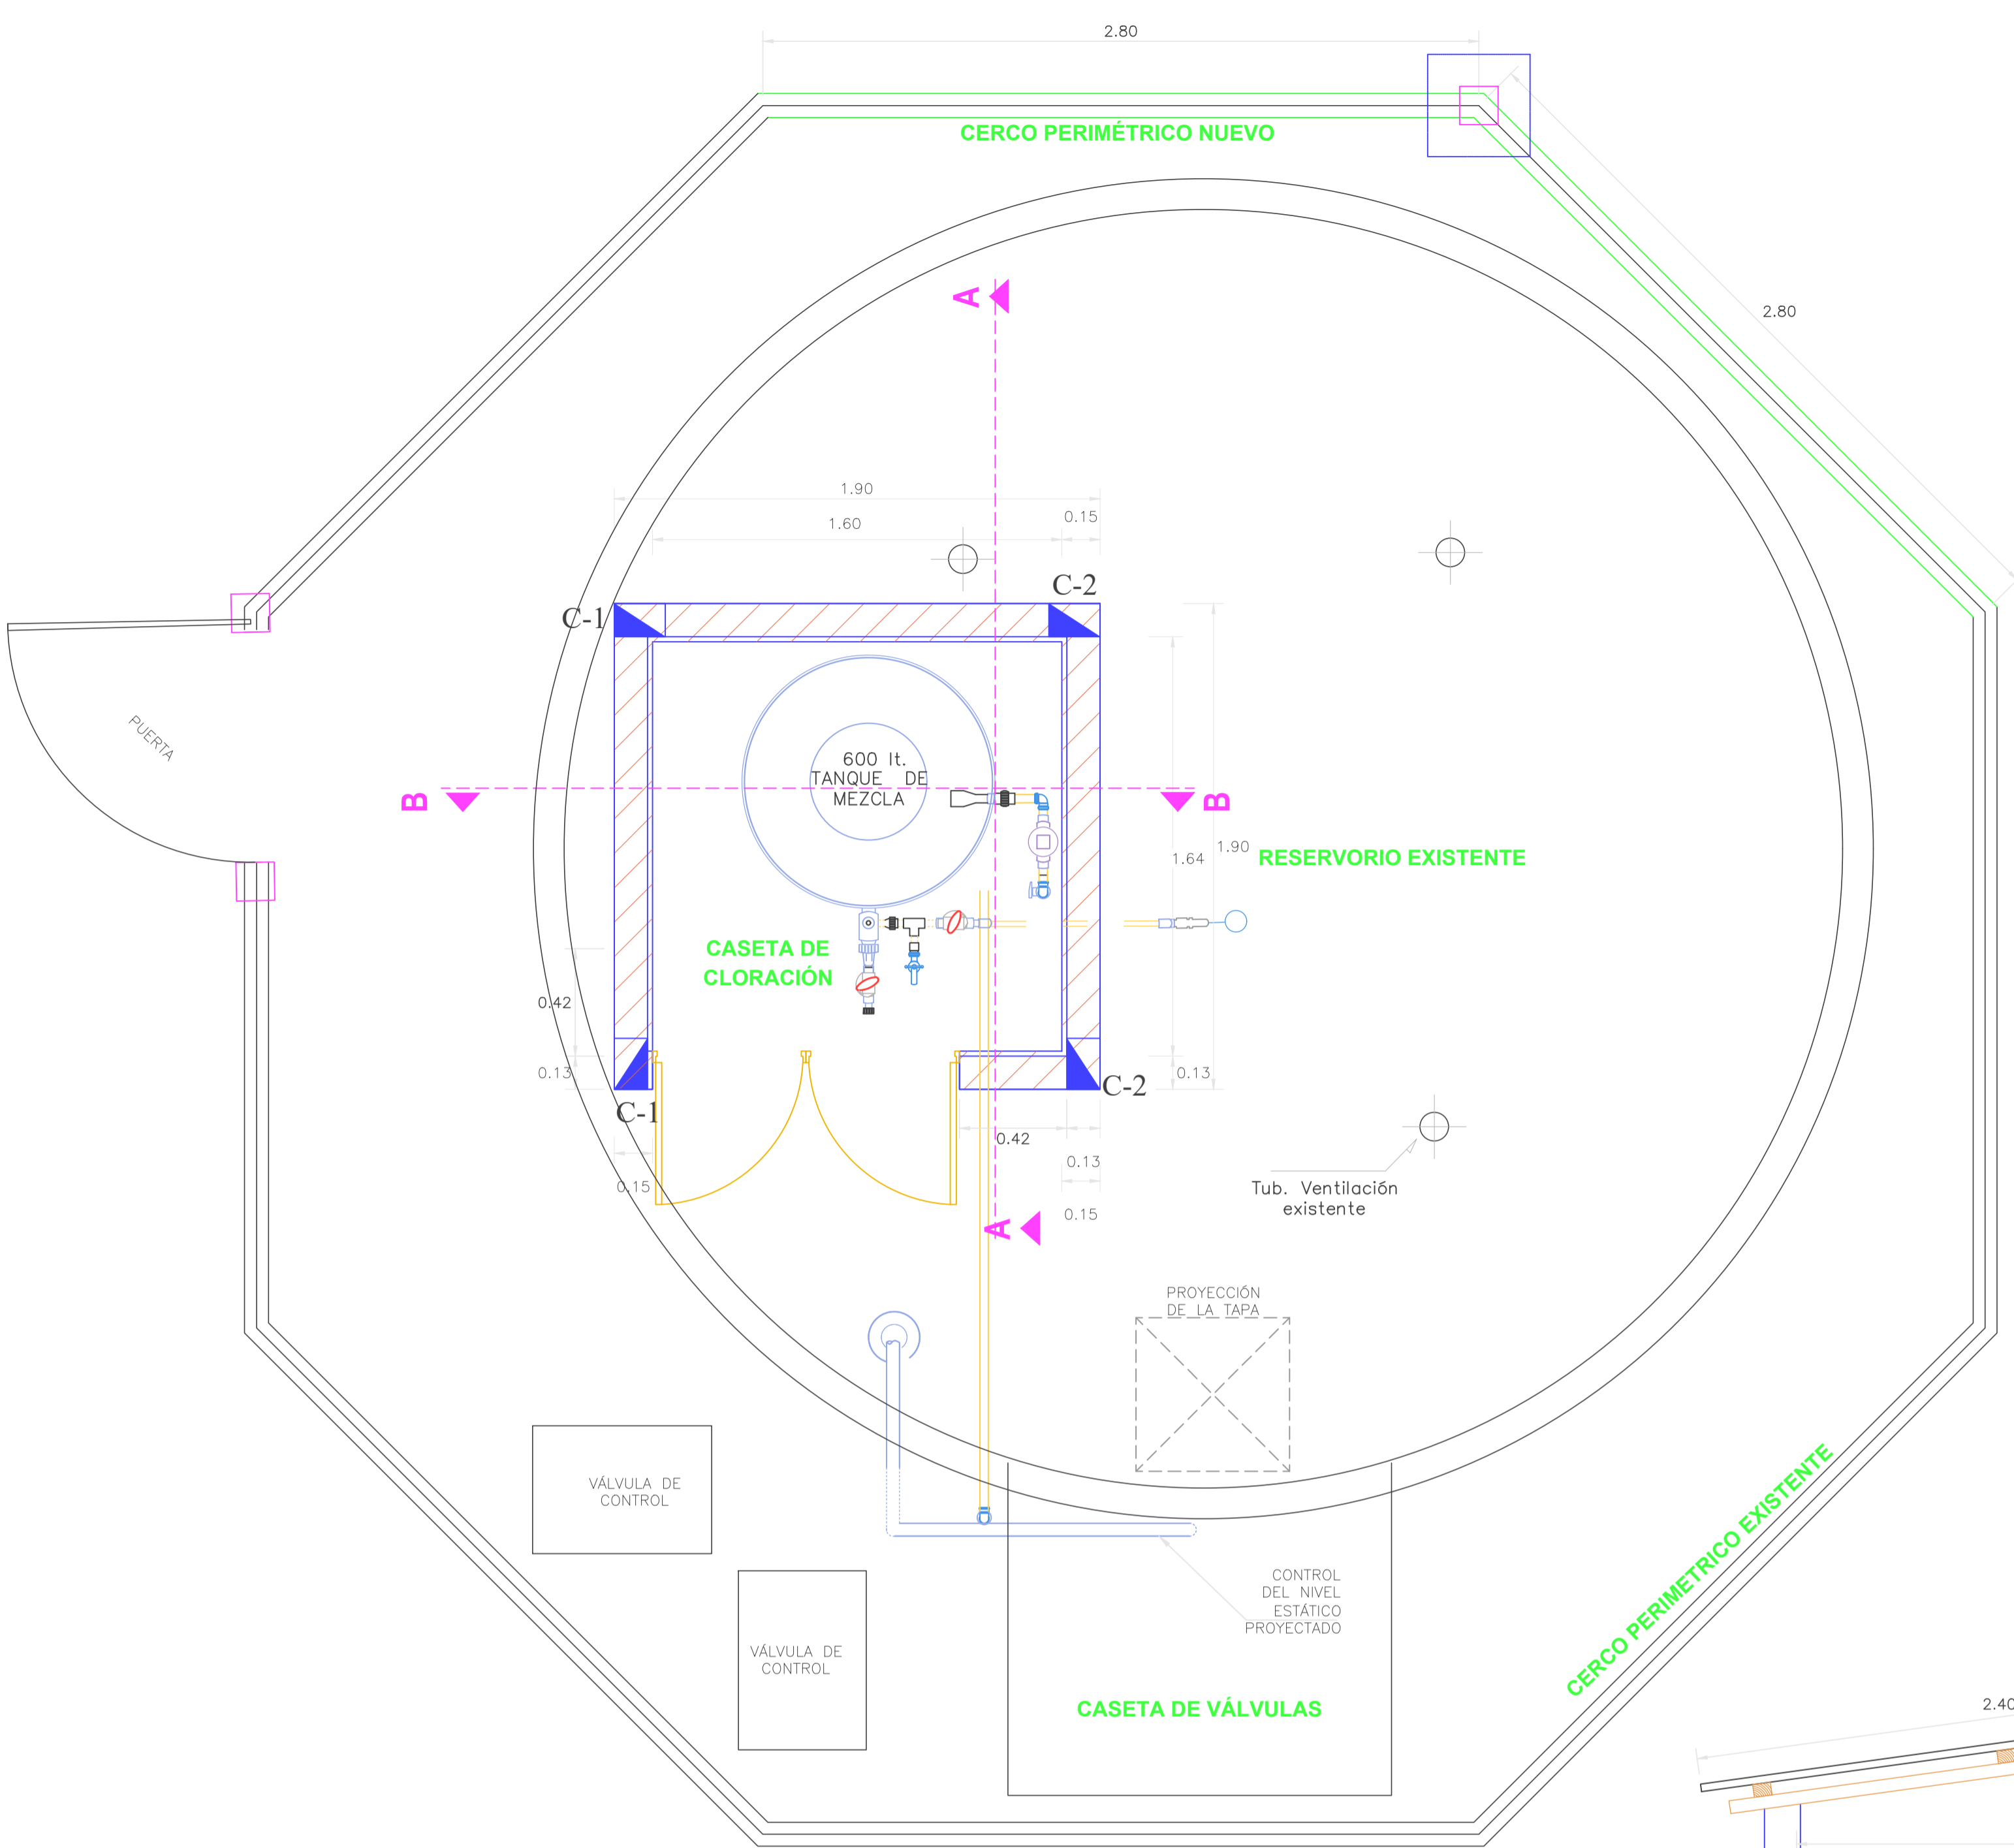 2.80
CERCO PERIMÉTRICO NUEVO
2.80
A
1.90
1.60
0.15
C-1
C-2
PUERTA
600 lt.
TANQUE DE
MEZCLA
B
B
1.64
1.90
RESERVORIO EXISTENTE
CASETA DE
CLORACIÓN
0.42
0.13
0.13
C-1
C-2
0.42
0.13
0.15
0.15
A
Tub. Ventilación
existente
PROYECCIÓN
DE LA TAPA
VÁLVULA DE
CONTROL
CONTROL
DEL NIVEL
ESTÁTICO
PROYECTADO
VÁLVULA DE
CONTROL
CERCO PERIMETRICO EXISTENTE
CASETA DE VÁLVULAS
2.40